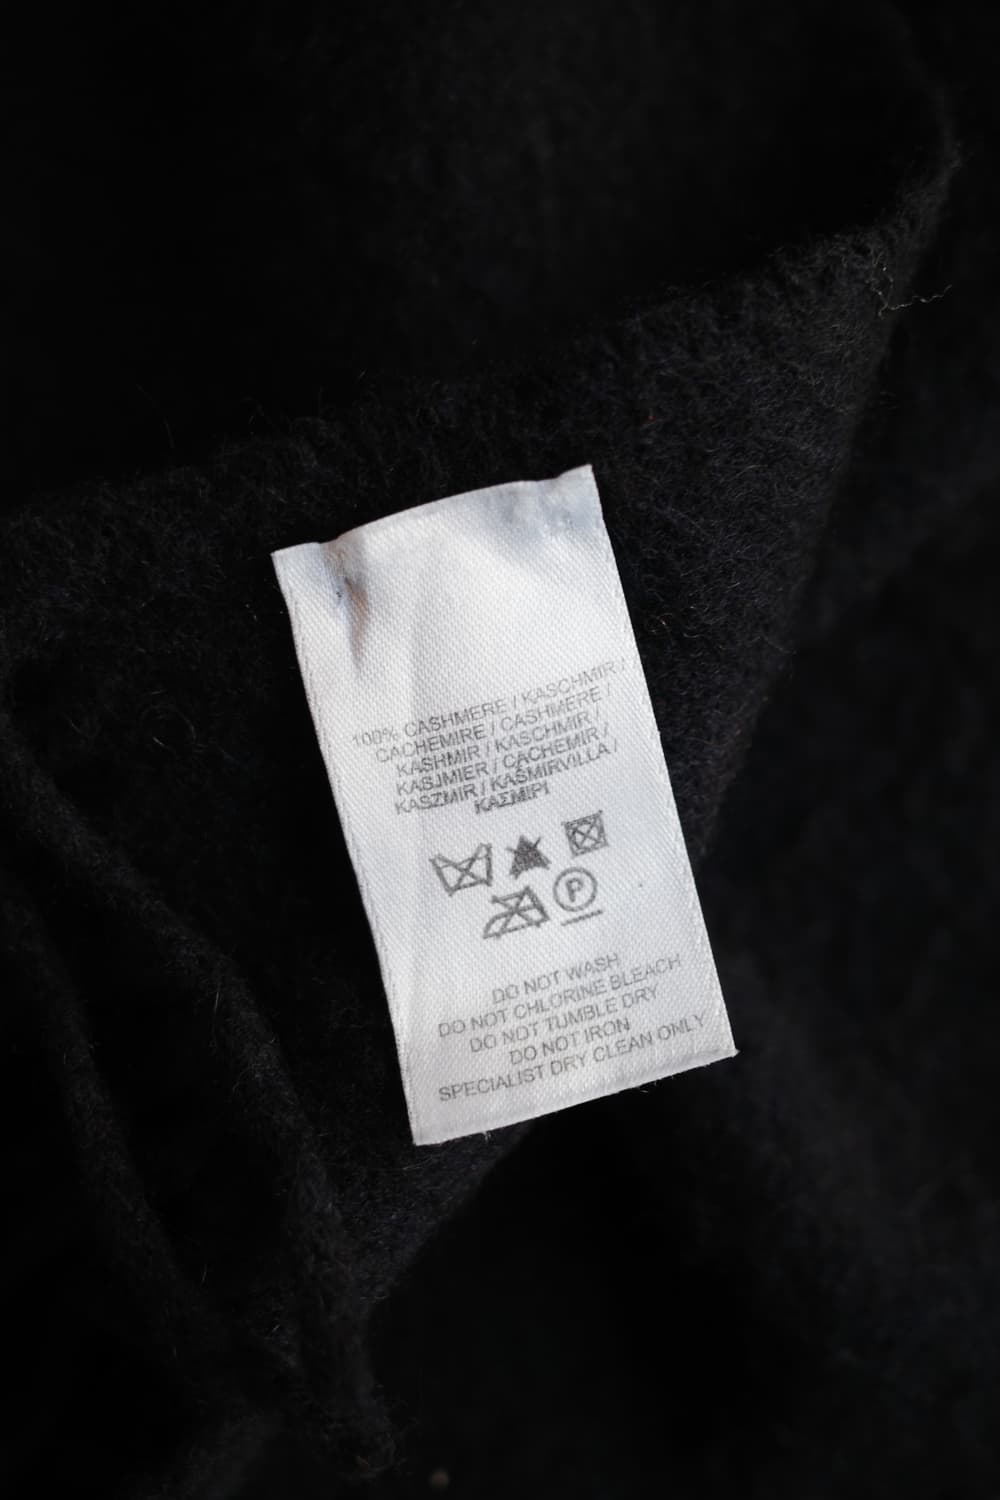 100% CASHMERE / KASCHMIR /
CACHEMIRE / CASHMERE /
KASHMIR / KASCHMIR /
KASJMIER / CACHEMIR /
KASZMIR / KAŠMIRVILLA /
ΚΑΣΜΙΡΙ
P
DO NOT WASH
DO NOT CHLORINE BLEACH
DO NOT TUMBLE DRY
DO NOT IRON
SPECIALIST DRY CLEAN ONLY